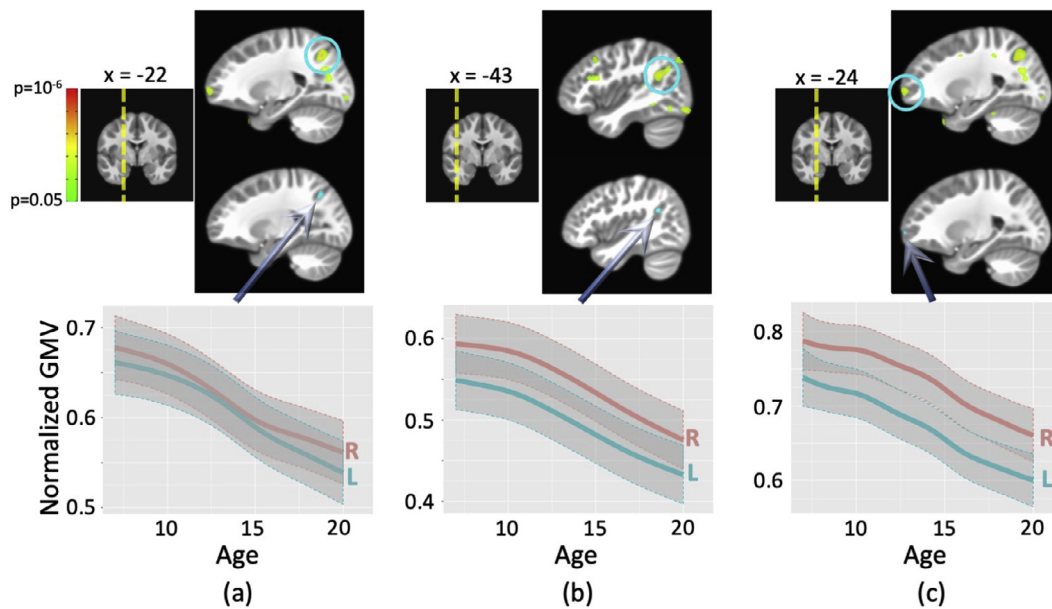 x = -22
p=10⁻⁶
p=0.05
x = -43
x = -24
Normalized GMV
0.7
0.6
0.5
R
L
10
15
20
Age
(a)
0.6
0.5
0.4
R
L
10
15
20
Age
(b)
0.8
0.7
0.6
R
L
10
15
20
Age
(c)